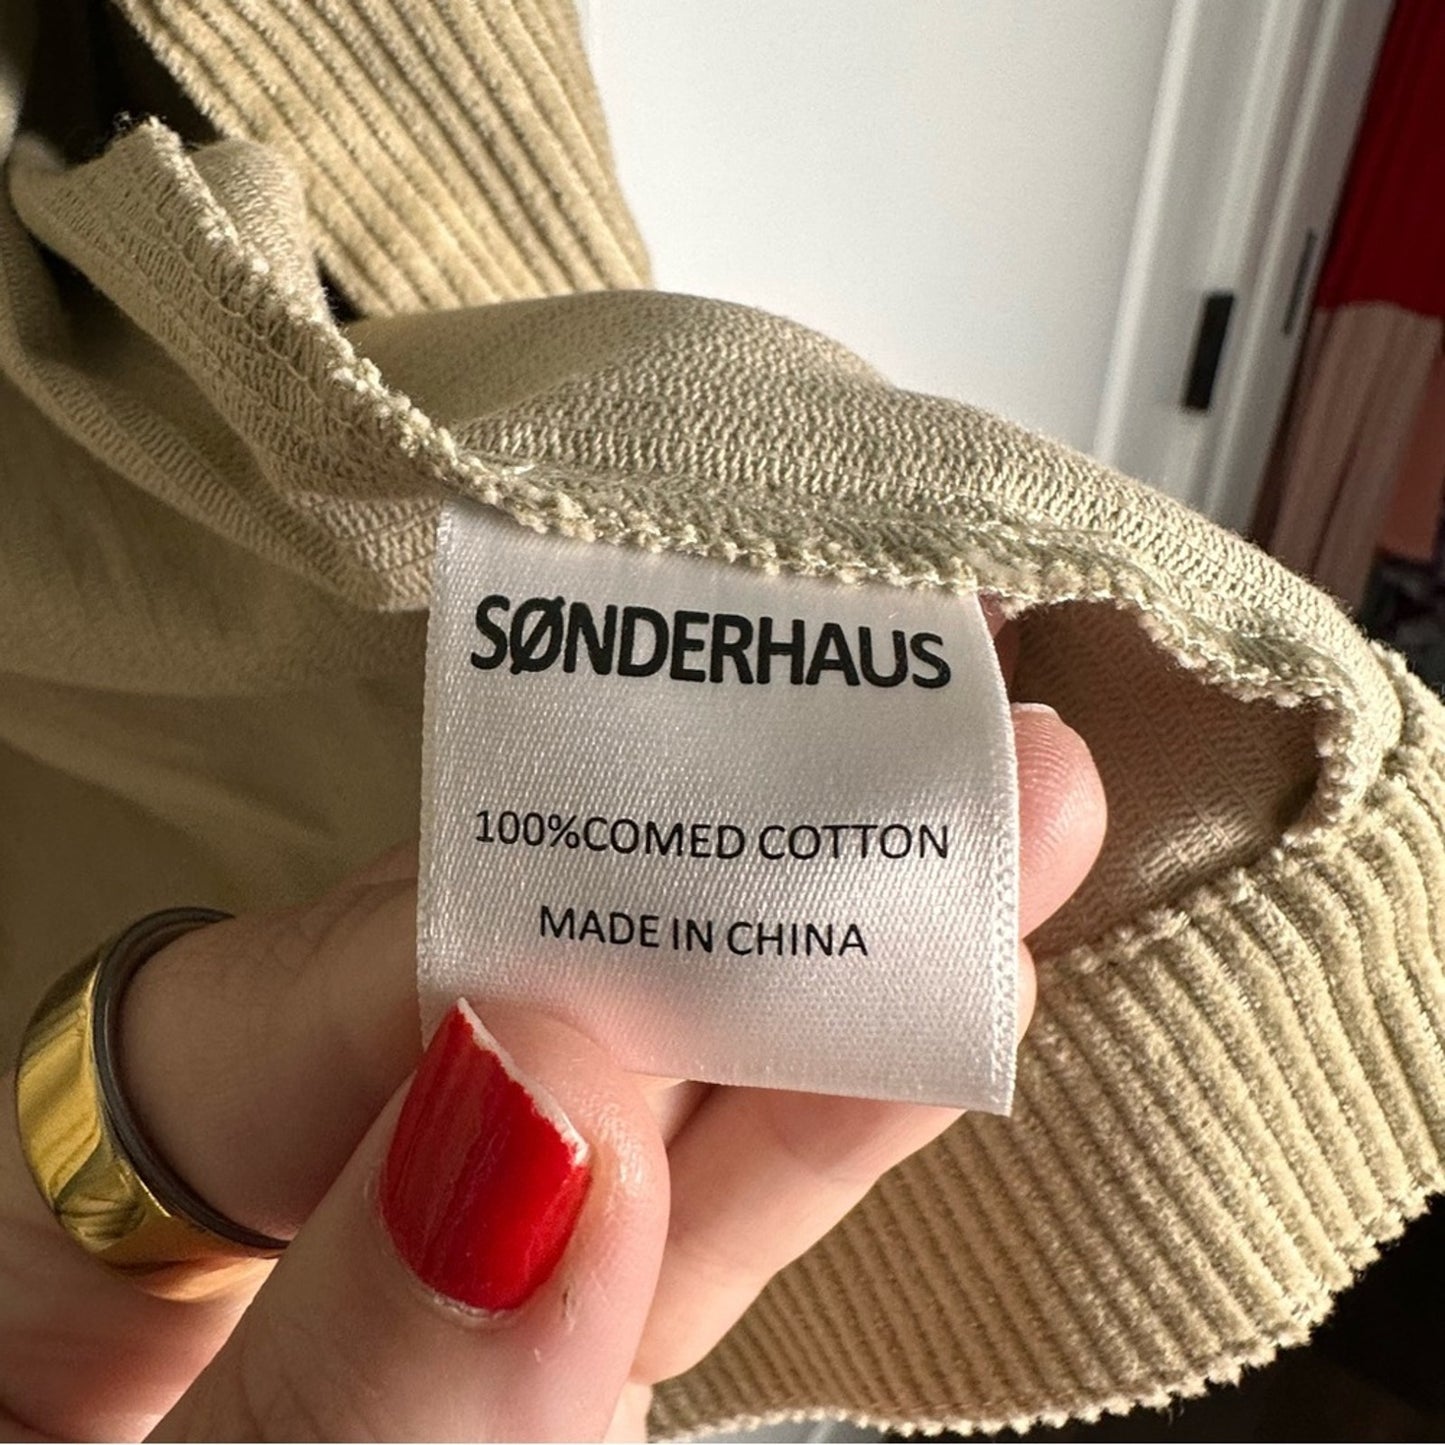 SØNDERHAUS
100%COMED COTTON
MADE IN CHINA